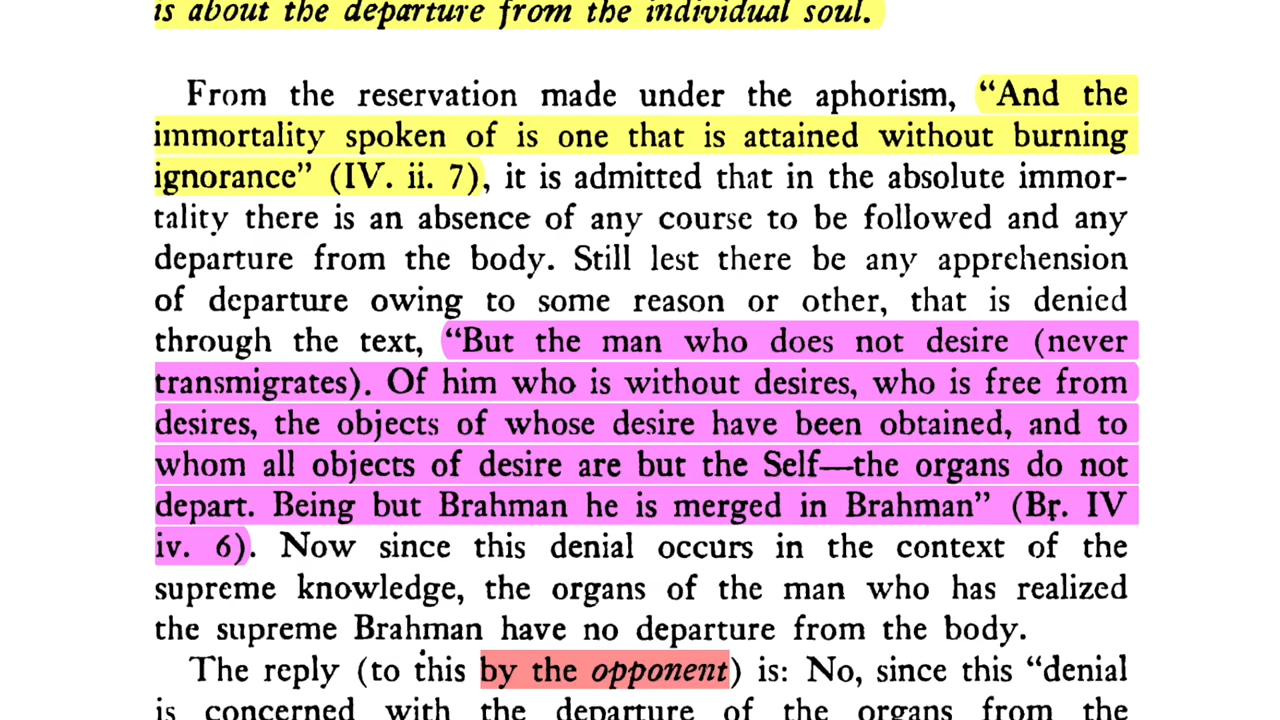 is about the departure from the individual soul.
From the reservation made under the aphorism, “And the
immortality spoken of is one that is attained without burning
ignorance” (IV. ii. 7), it is admitted that in the absolute immor-
tality there is an absence of any course to be followed and any
departure from the body. Still lest there be any apprehension
of departure owing to some reason or other, that is denied
through the text, “But the man who does not desire (never
transmigrates). Of him who is without desires, who is free from
desires, the objects of whose desire have been obtained, and to
whom all objects of desire are but the Self—the organs do not
depart. Being but Brahman he is merged in Brahman” (Bṛ. IV
iv. 6). Now since this denial occurs in the context of the
supreme knowledge, the organs of the man who has realized
the supreme Brahman have no departure from the body.
The reply (to this by the opponent) is: No, since this “denial
is concerned with the departure of the organs from the